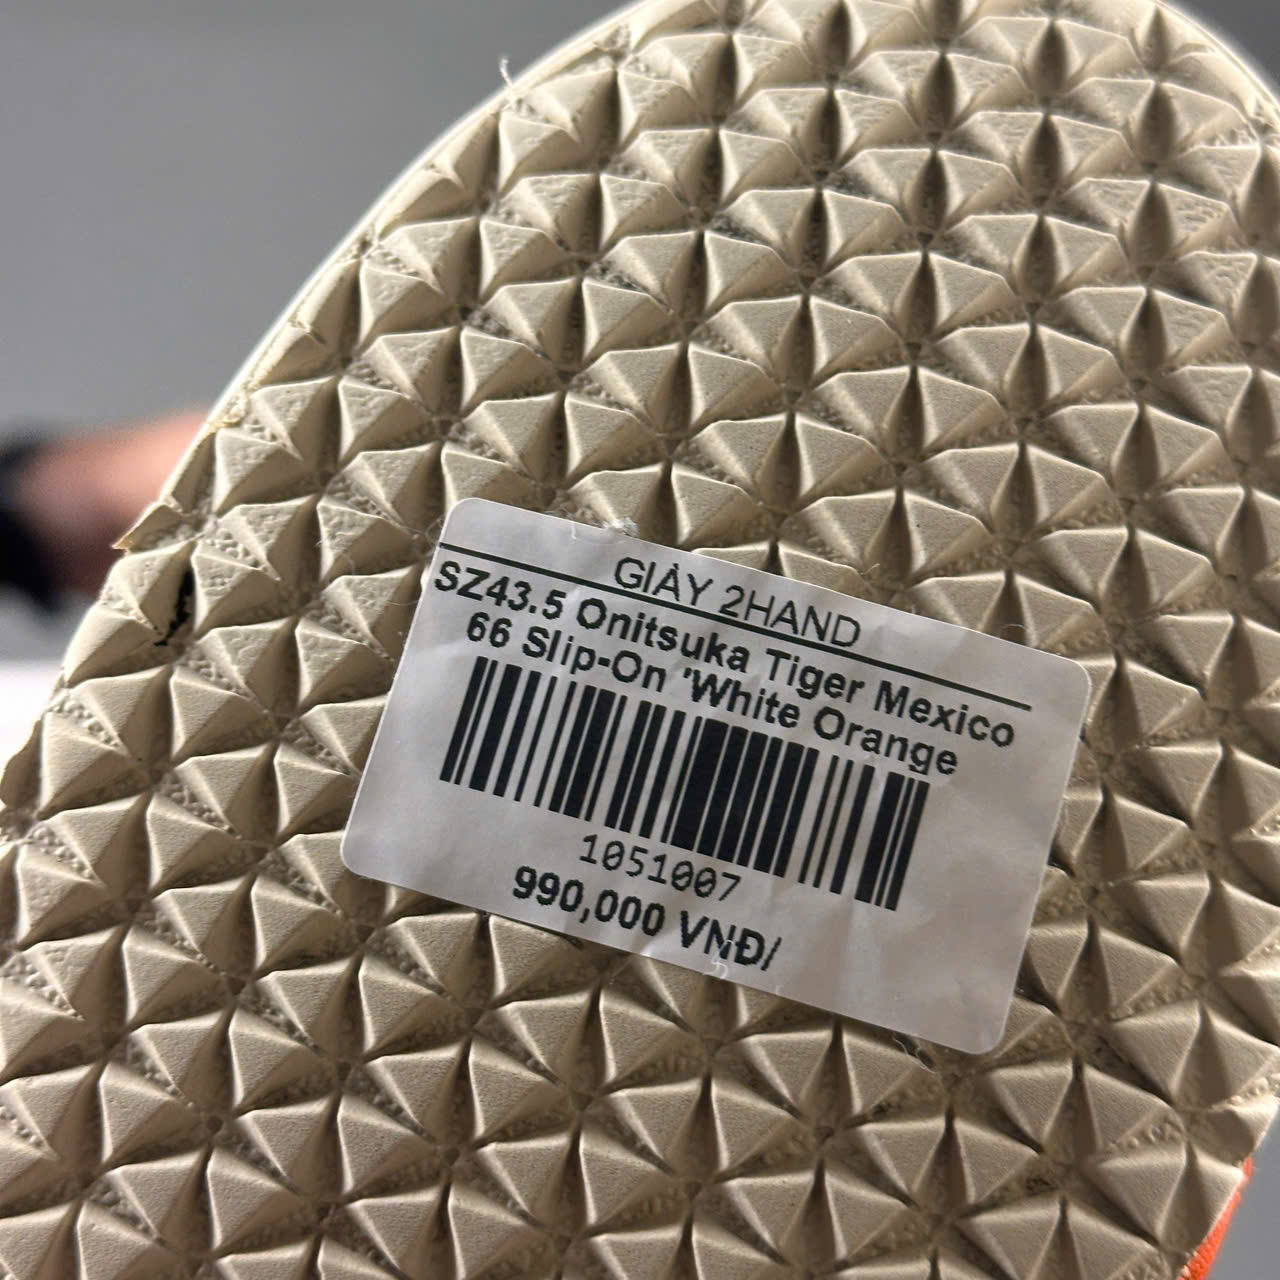 GIÀY 2HAND
SZ43.5 Onitsuka Tiger Mexico
66 Slip-On 'White Orange
1051007
990,000 VNĐ/